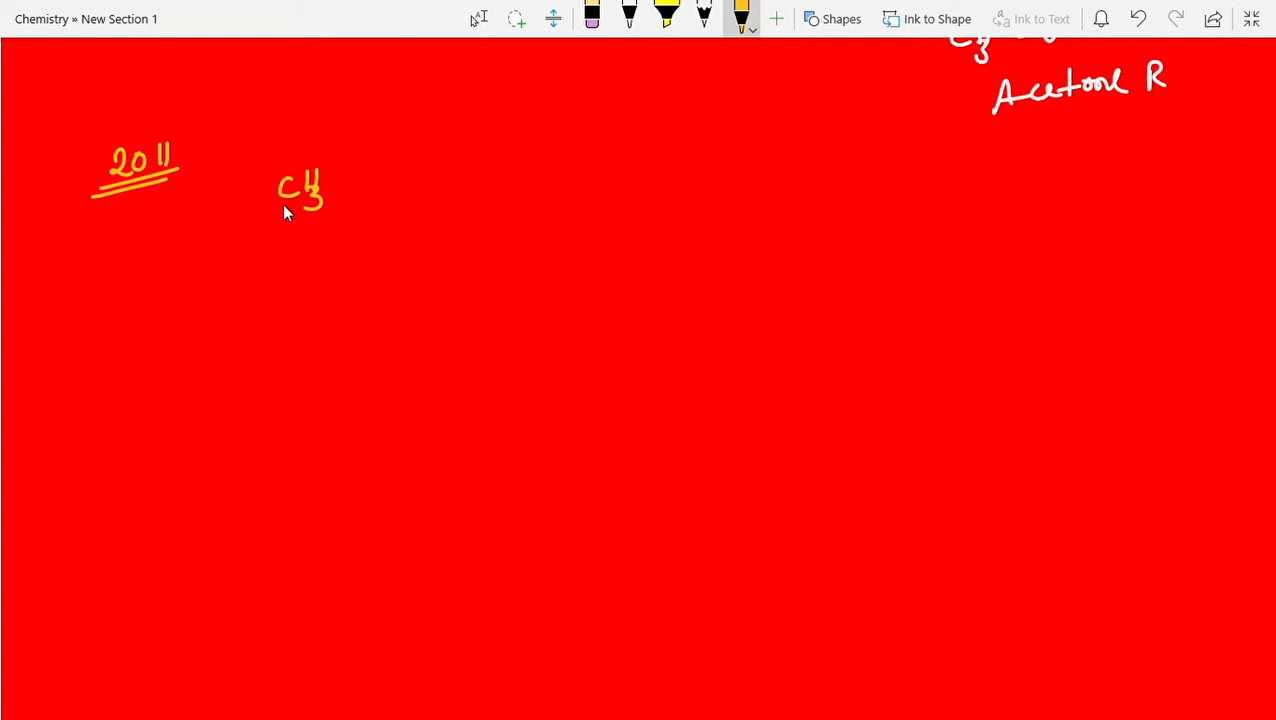 Chemistry » New Section 1
Shapes
Ink to Shape
Ink to Text
Acetone R
2011
CH3